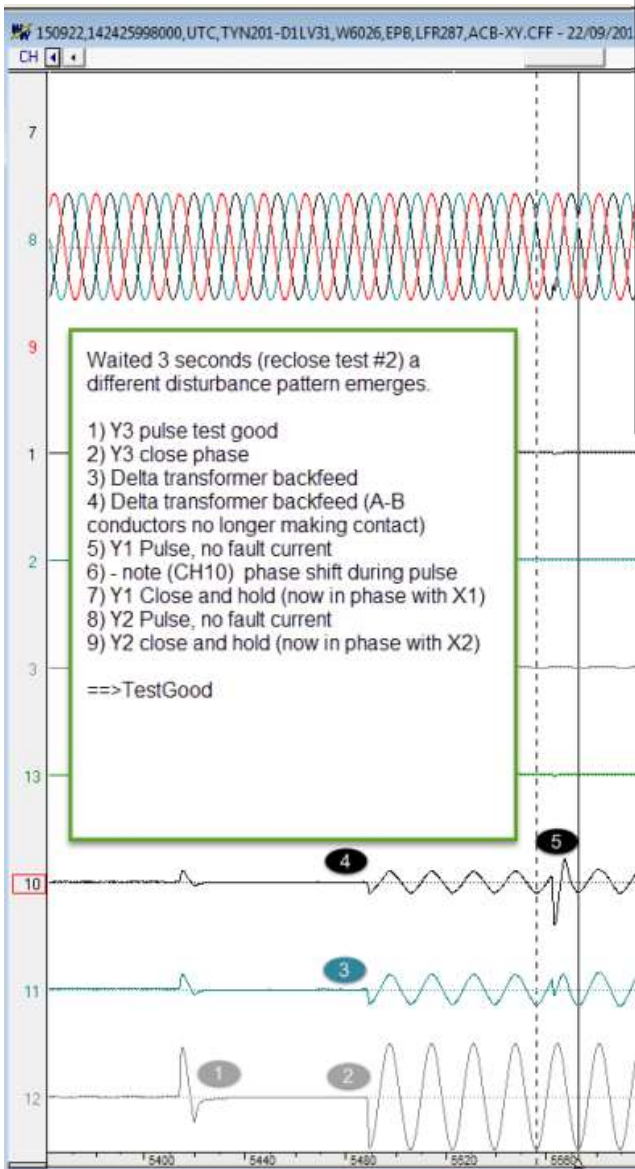 150922,142425998000,UTC,TYN201-D1LV31,W6026,EPB,LFR287,ACB-XY.CFF - 22/09/201
CH
7
8
9
Waited 3 seconds (reclose test #2) a
different disturbance pattern emerges.
1) Y3 pulse test good
2) Y3 close phase
3) Delta transformer backfeed
4) Delta transformer backfeed (A-B
conductors no longer making contact)
5) Y1 Pulse, no fault current
6) - note (CH10)  phase shift during pulse
7) Y1 Close and hold (now in phase with X1)
8) Y2 Pulse, no fault current
9) Y2 close and hold (now in phase with X2)
==>TestGood
1
2
3
13
4
5
10
3
11
1
2
12
5400 5440 5480 5520 5560